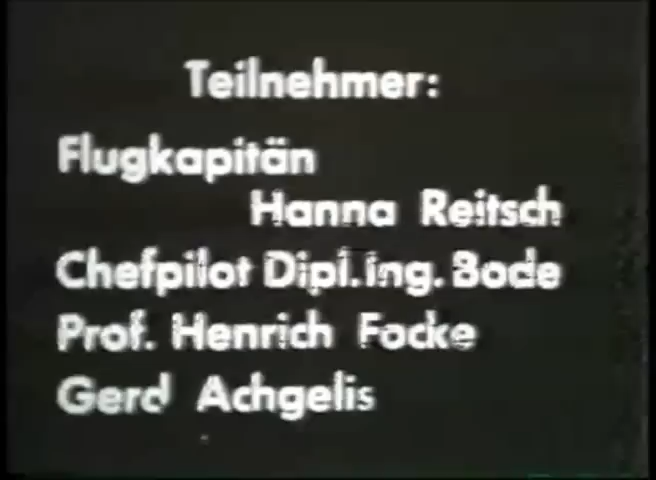 Teilnehmer:
Flugkapitän
Hanna Reitsch
Chefpilot Dipl.Ing. Bode
Prof. Henrich Focke
Gerd Achgelis